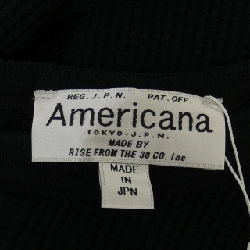 REG. J.P.N. PAT. OFF.
Americana
TOKYO-J.P.N.
MADE BY
RISE FROM THE 30 CO. Inc
MADE
IN
JPN